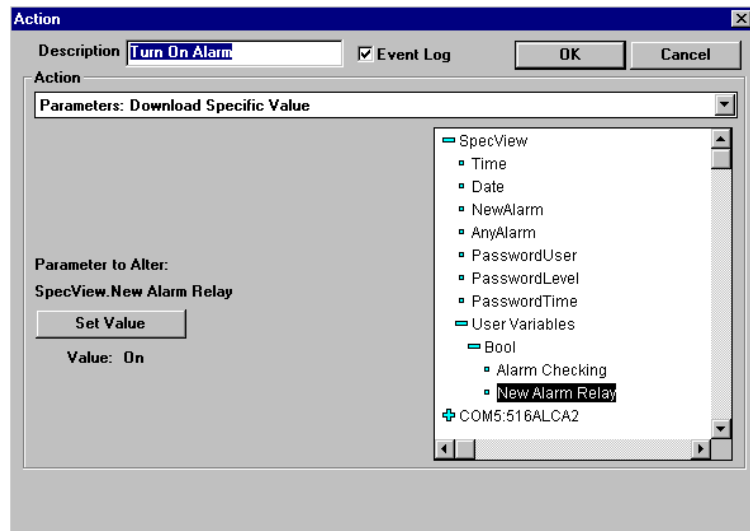 Action
Description Turn On Alarm Event Log OK Cancel
Action
Parameters: Download Specific Value
SpecView
Time
Date
NewAlarm
AnyAlarm
PasswordUser
PasswordLevel
PasswordTime
User Variables
Bool
Alarm Checking
New Alarm Relay
COM5:516ALCA2
Parameter to Alter:
SpecView.New Alarm Relay
Set Value
Value: On